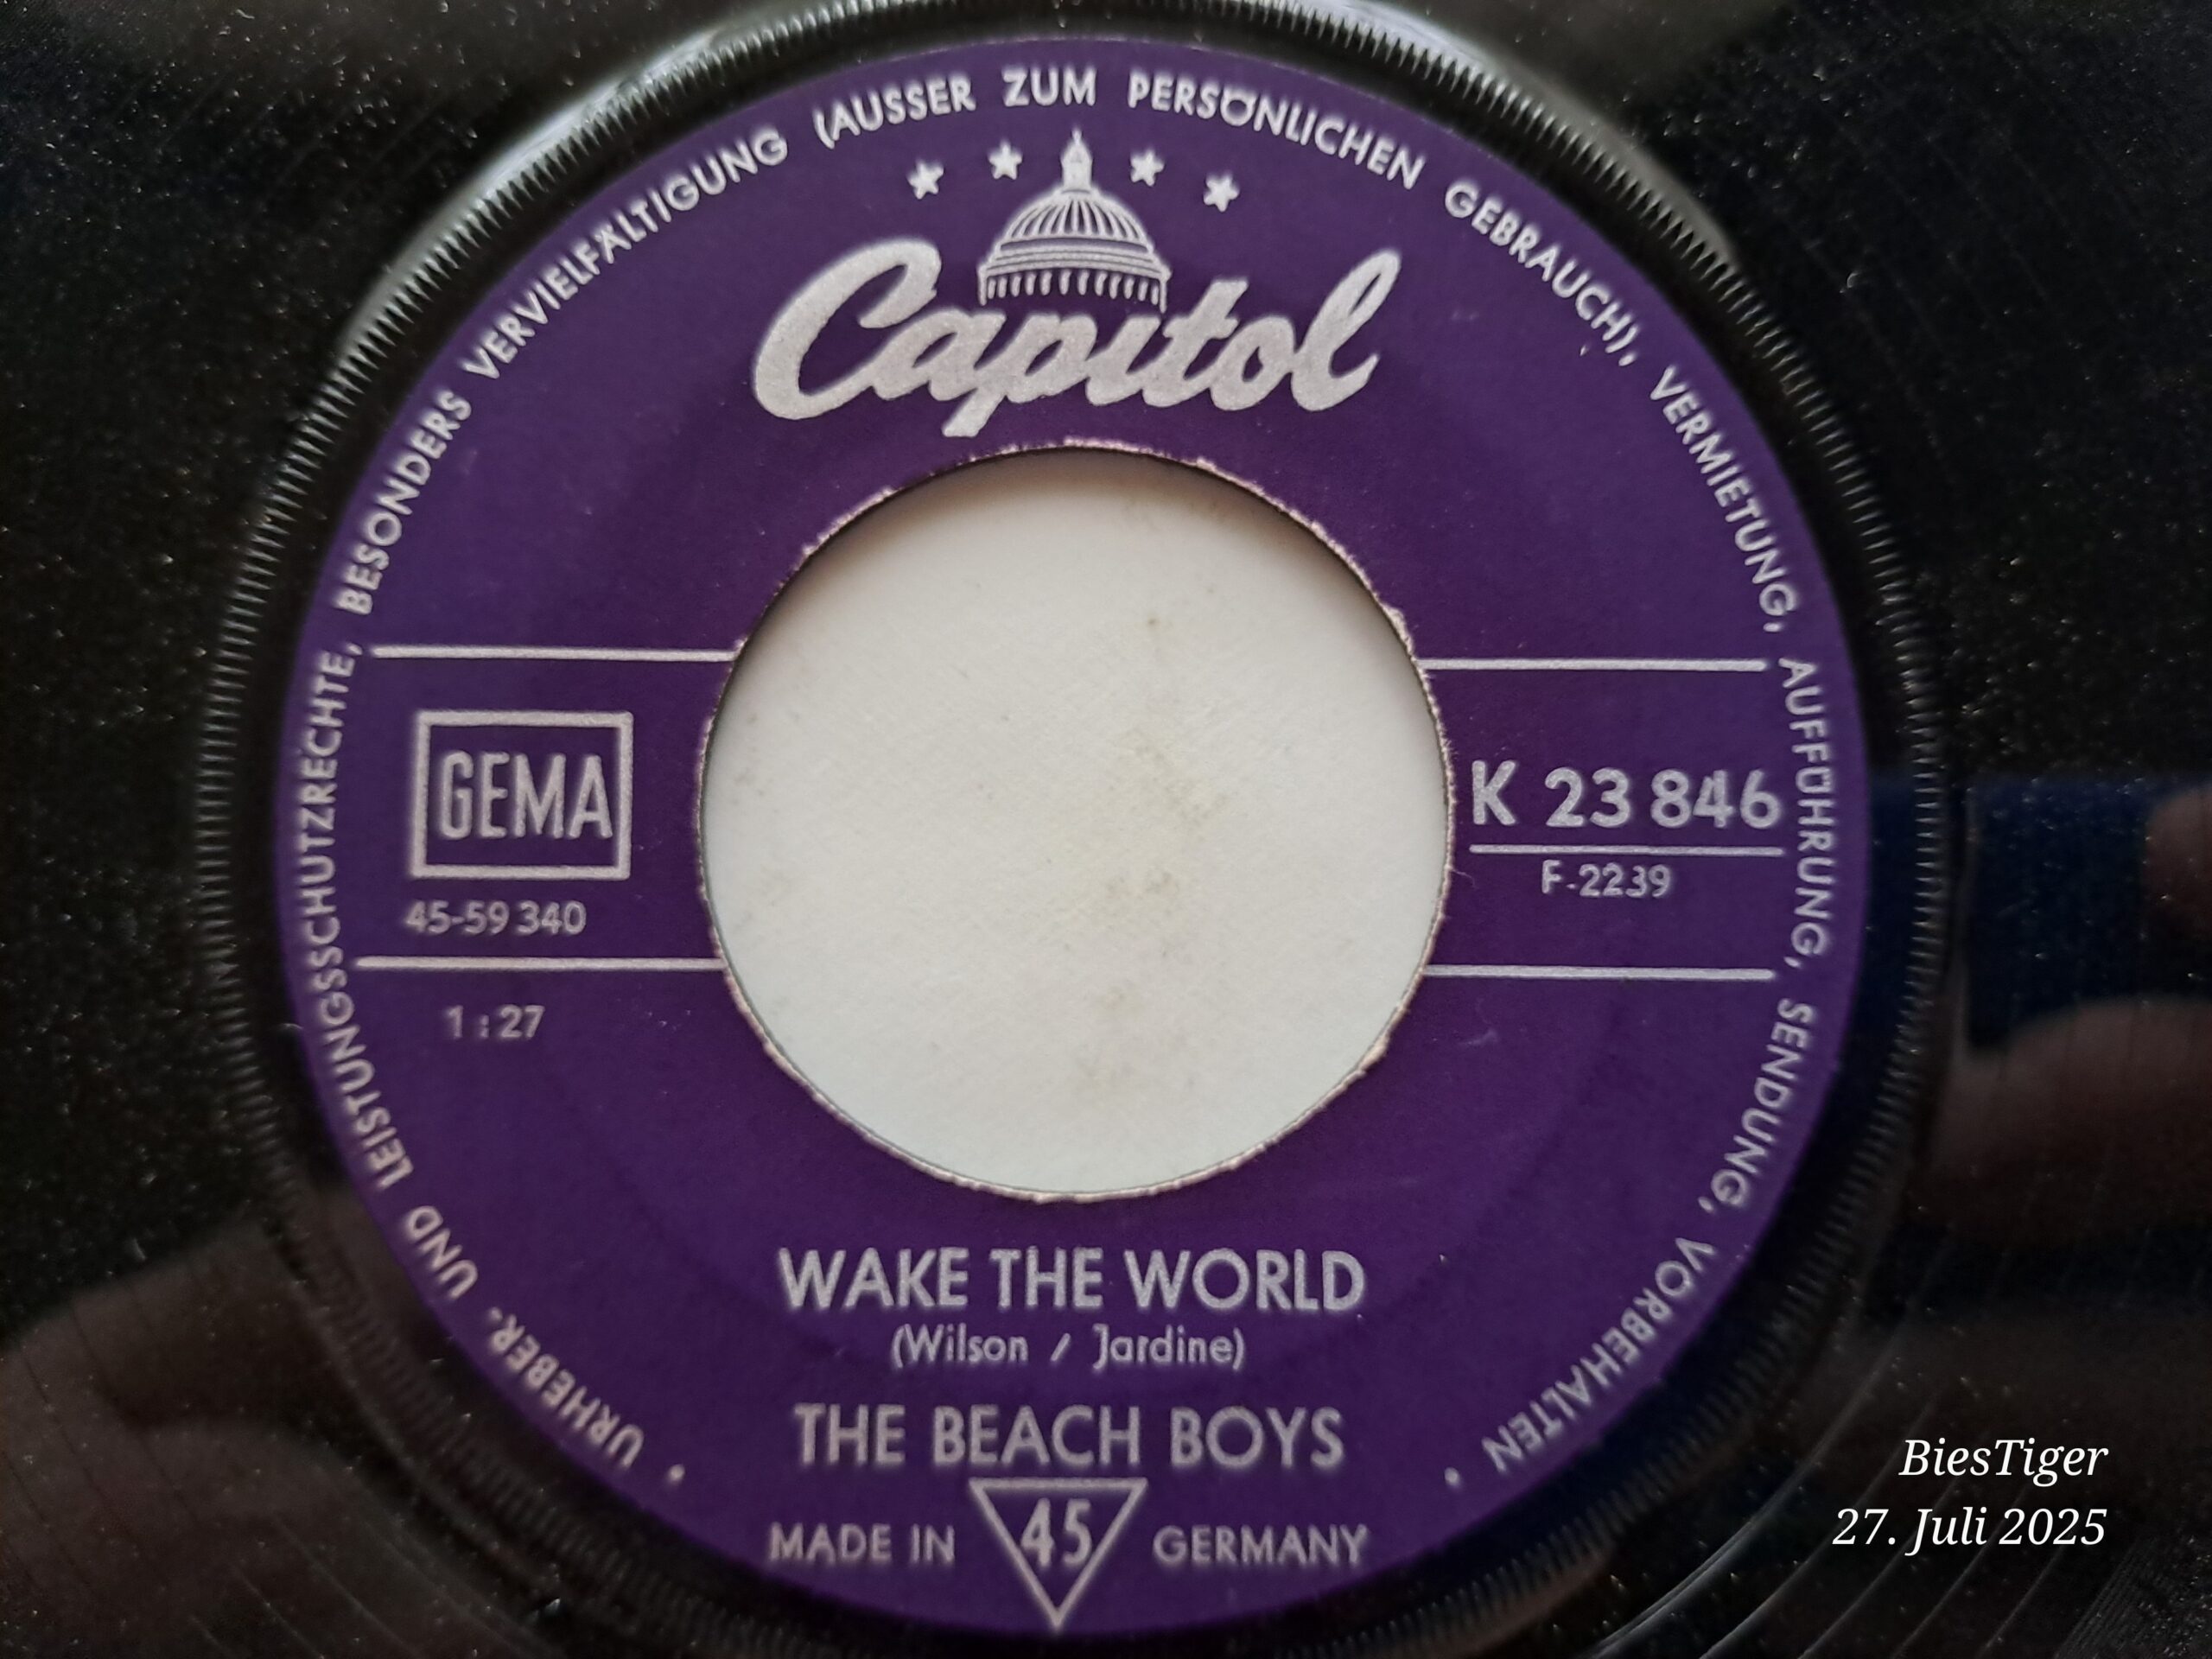 URHEBER- UND LEISTUNGSSCHUTZRECHTE, BESONDERS VERVIELFÄLTIGUNG (AUSSER ZUM PERSÖNLICHEN GEBRAUCH), VERMIETUNG, AUFFÜHRUNG, SENDUNG, VORBEHALTEN
Capitol
GEMA
45-59 340
K 23 846
F-2239
1:27
WAKE THE WORLD
(Wilson / Jardine)
THE BEACH BOYS
MADE IN 45 GERMANY
BiesTiger
27. Juli 2025